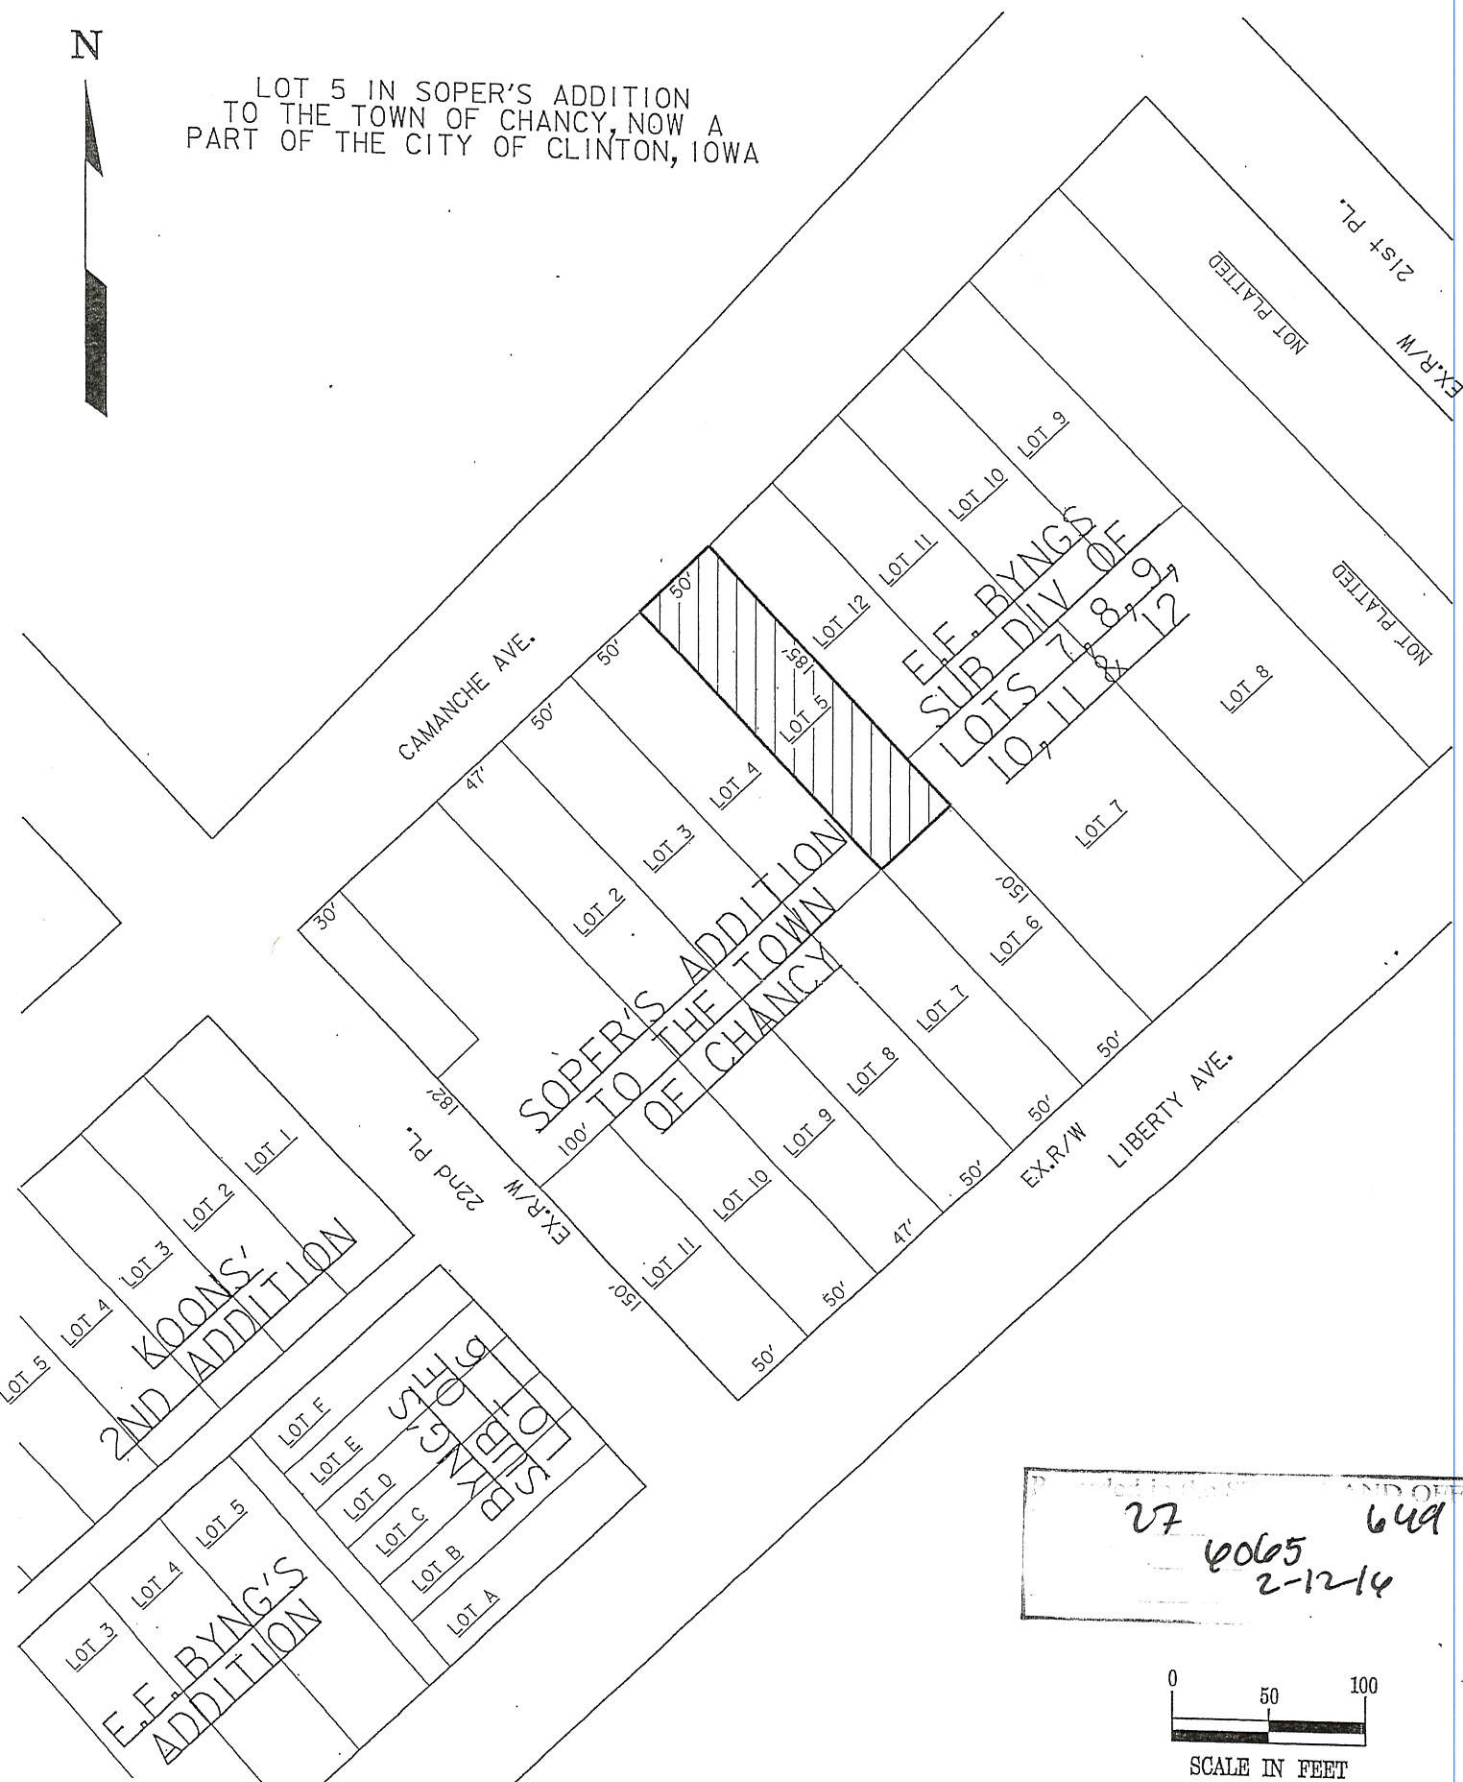 N
LOT 5 IN SOPER'S ADDITION
TO THE TOWN OF CHANCY, NOW A
PART OF THE CITY OF CLINTON, IOWA
21st PL.
EX.R/W
NOT PLATTED
NOT PLATTED
CAMANCHE AVE.
LOT 9
LOT 10
LOT 11
LOT 12
E.F. BYNGS
SUB DIV OF
LOTS 7, 8, 9,
10, 11 & 12
LOT 8
LOT 7
50'
185'
LOT 5
50'
50'
47'
30'
LOT 4
LOT 3
LOT 2
SOPER'S ADDITION
TO THE TOWN
OF CHANCY
182'
100'
22nd PL.
EX.R/W
150'
LOT 6
LOT 7
LOT 8
LOT 9
LOT 10
LOT 11
150'
50'
50'
50'
47'
50'
50'
EX.R/W
LIBERTY AVE.
LOT 1
LOT 2
LOT 3
LOT 4
LOT 5
KOONS'
2ND ADDITION
LOT F
LOT E
LOT D
LOT C
LOT B
LOT A
LOT 5
LOT 4
LOT 3
E.F. BYNG'S
ADDITION
27 649
6065
2-12-16
0 50 100
SCALE IN FEET